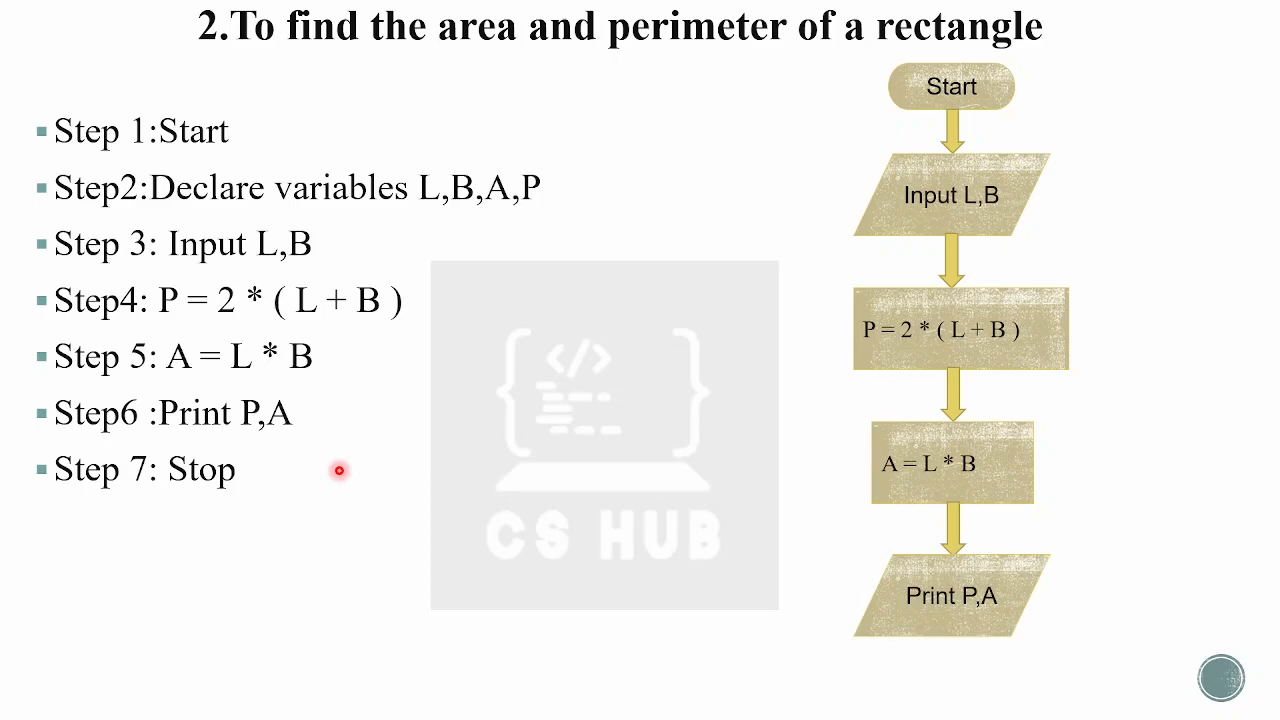 2.To find the area and perimeter of a rectangle
Step 1:Start
Step2:Declare variables L,B,A,P
Step 3: Input L,B
Step4: P = 2 * ( L + B )
Step 5: A = L * B
Step6 :Print P,A
Step 7: Stop
</>
CS HUB
Start
Input L,B
P = 2 * ( L + B )
A = L * B
Print P,A